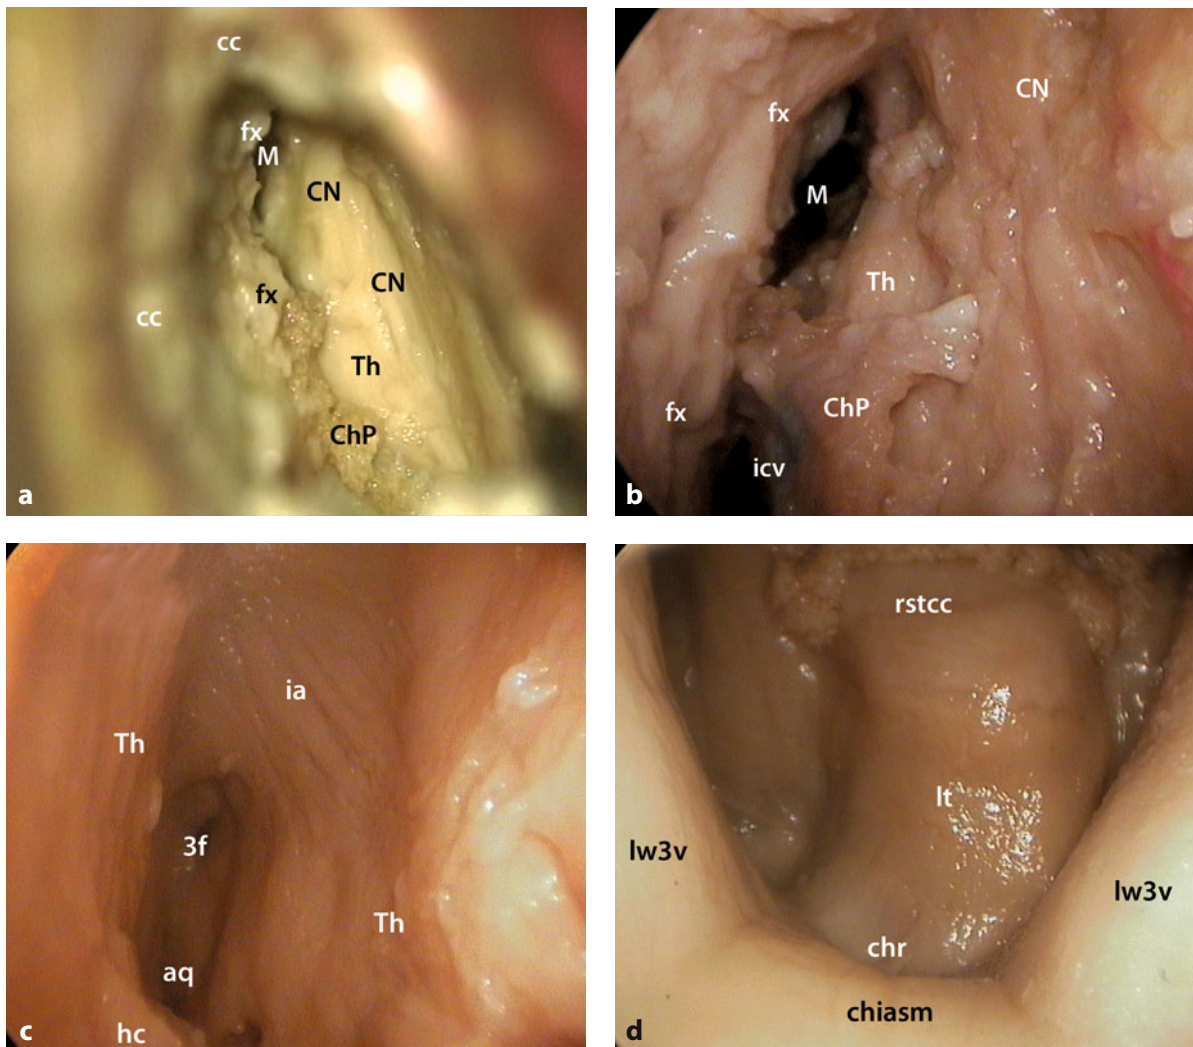 cc
fx
M
CN
CN
fx
cc
Th
ChP
a
CN
fx
M
Th
fx
ChP
icv
b
ia
Th
3f
Th
aq
hc
c
rstcc
lt
lw3v
lw3v
chr
chiasm
d